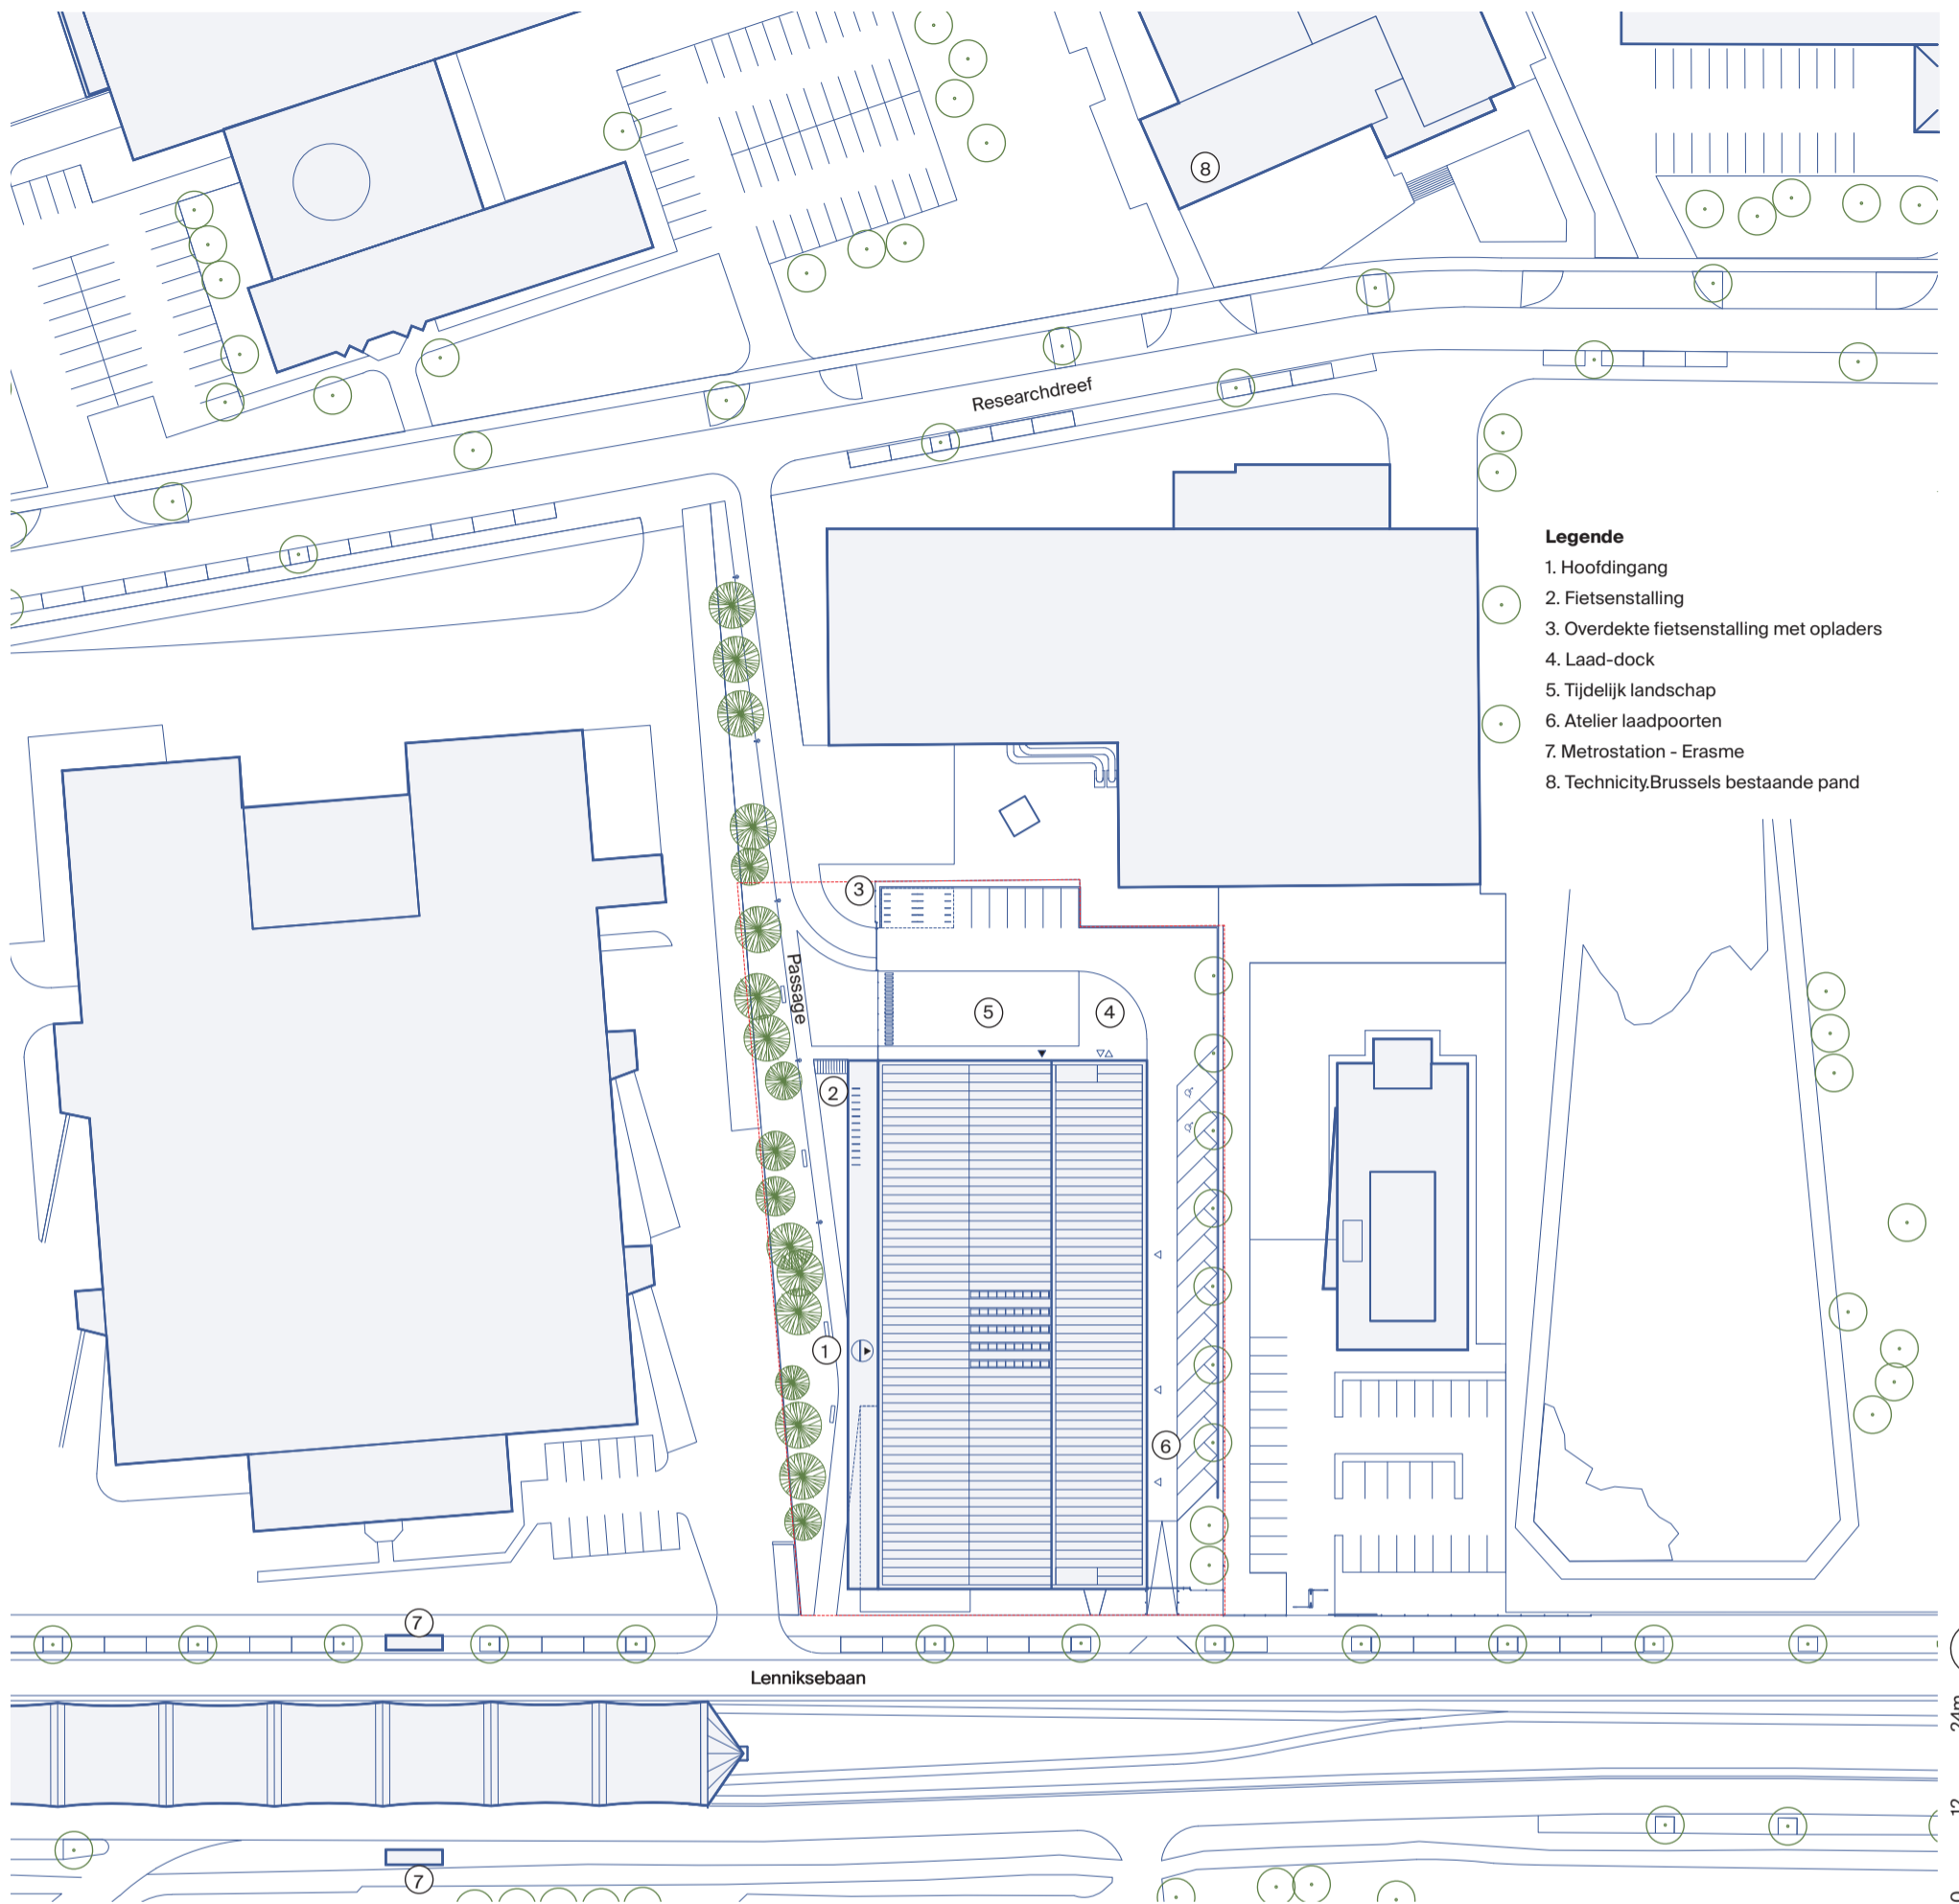 8
Researchdreef
Legende
1. Hoofdingang
2. Fietsenstalling
3. Overdekte fietsenstalling met opladers
4. Laad-dock
5. Tijdelijk landschap
6. Atelier laadpoorten
7. Metrostation - Erasme
8. Technicity.Brussels bestaande pand
3
Passage
5
4
2
1
6
7
Lenniksebaan
24m
12
7